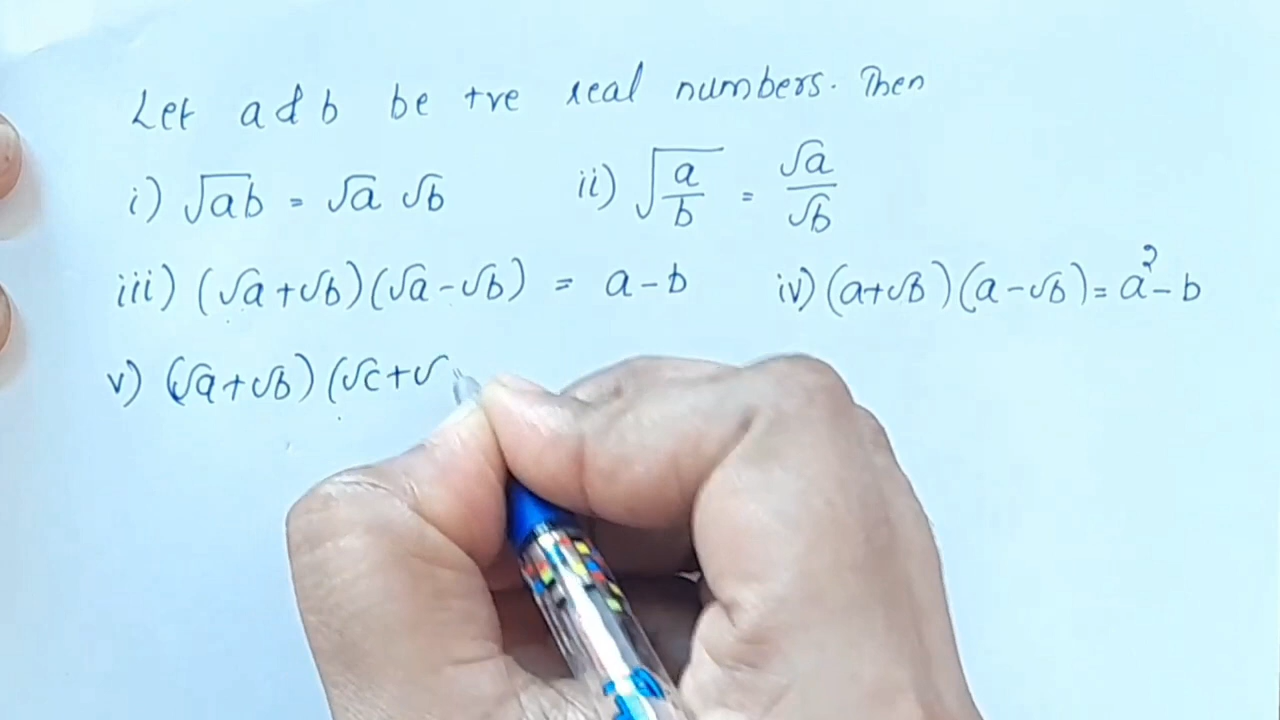 Let a & b be +ve real numbers. Then
i) √ab = √a √b ii) √a/b = √a/√b
iii) (√a+√b)(√a-√b) = a-b iv) (a+√b)(a-√b)= a²-b
v) (√a+√b)(√c+√